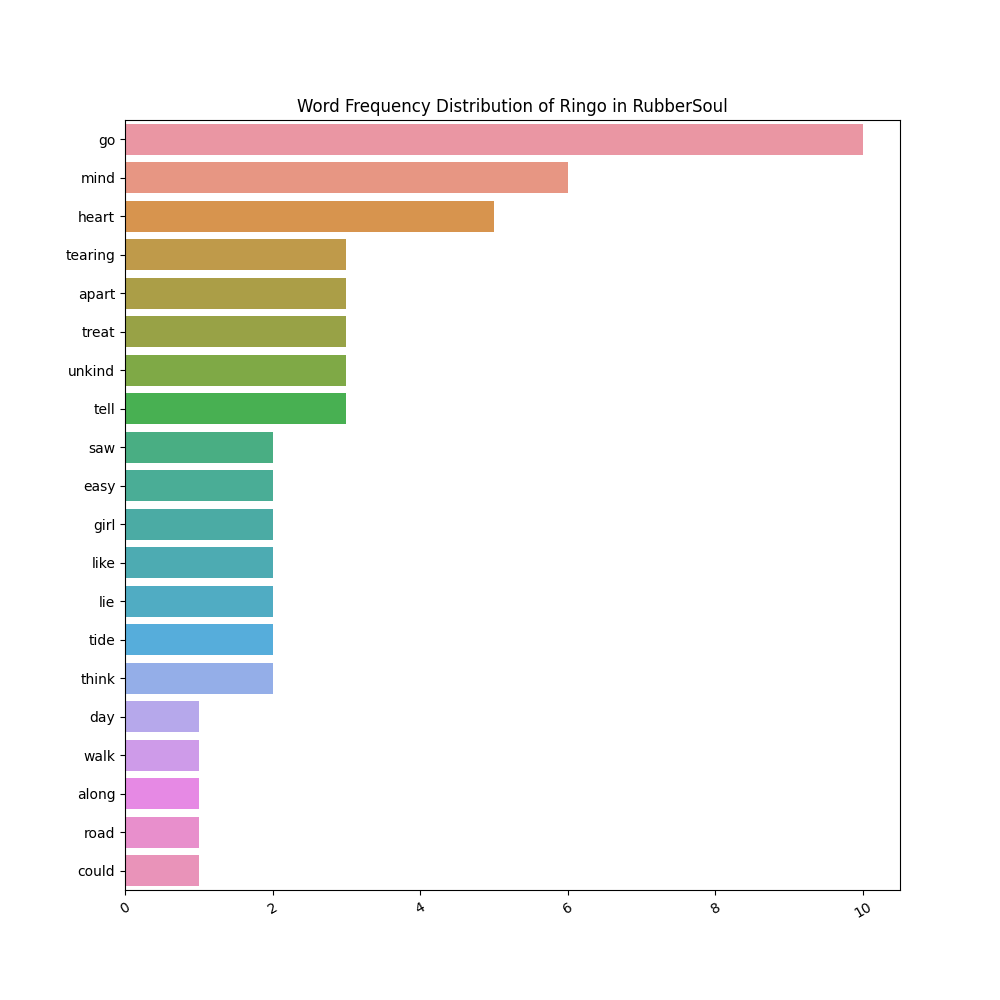 Word Frequency Distribution of Ringo in RubberSoul
go
mind
heart
tearing
apart
treat
unkind
tell
saw
easy
girl
like
lie
tide
think
day
walk
along
road
could
0 2 4 6 8 10